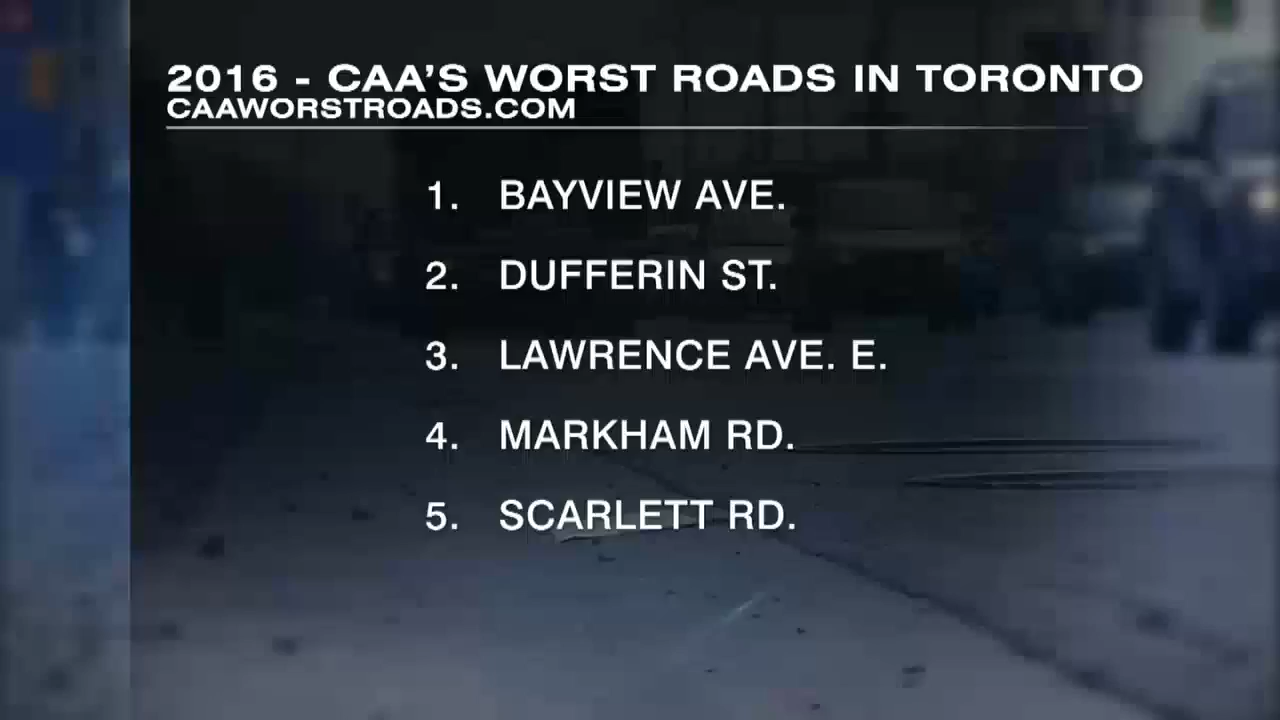 2016 - CAA'S WORST ROADS IN TORONTO
CAAWORSTROADS.COM
1. BAYVIEW AVE.
2. DUFFERIN ST.
3. LAWRENCE AVE. E.
4. MARKHAM RD.
5. SCARLETT RD.